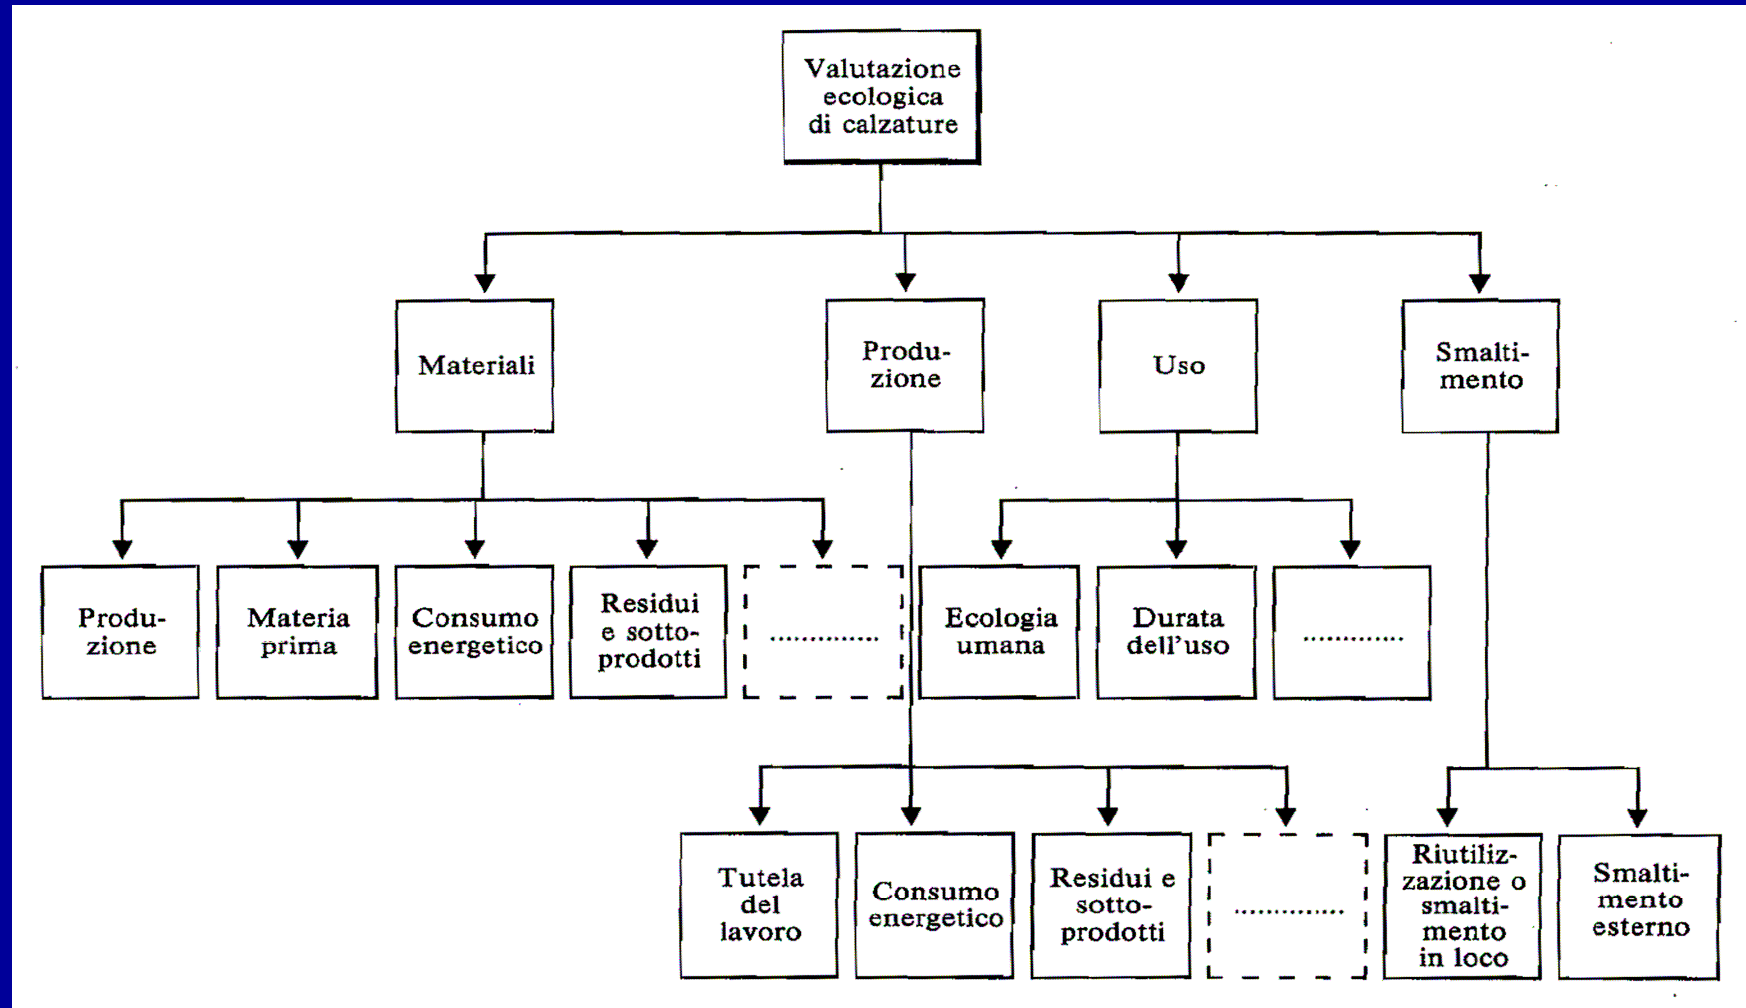 Valutazione
ecologica
di calzature
Materiali
Produ-
zione
Uso
Smalti-
mento
Produ-
zione
Materia
prima
Consumo
energetico
Residui
e sotto-
prodotti
..............
Ecologia
umana
Durata
dell'uso
.............
Tutela
del
lavoro
Consumo
energetico
Residui e
sotto-
prodotti
..............
Riutiliz-
zazione o
smalti-
mento
in loco
Smalti-
mento
esterno